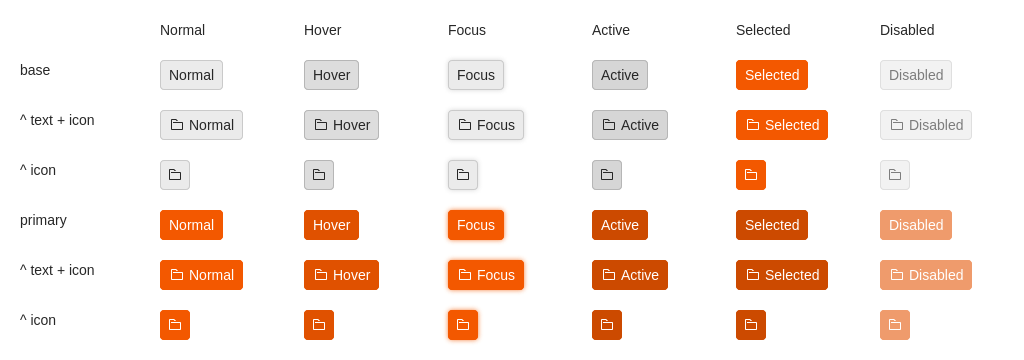 Normal Hover Focus Active Selected Disabled
base Normal Hover Focus Active Selected Disabled
^ text + icon Normal Hover Focus Active Selected Disabled
^ icon
primary Normal Hover Focus Active Selected Disabled
^ text + icon Normal Hover Focus Active Selected Disabled
^ icon